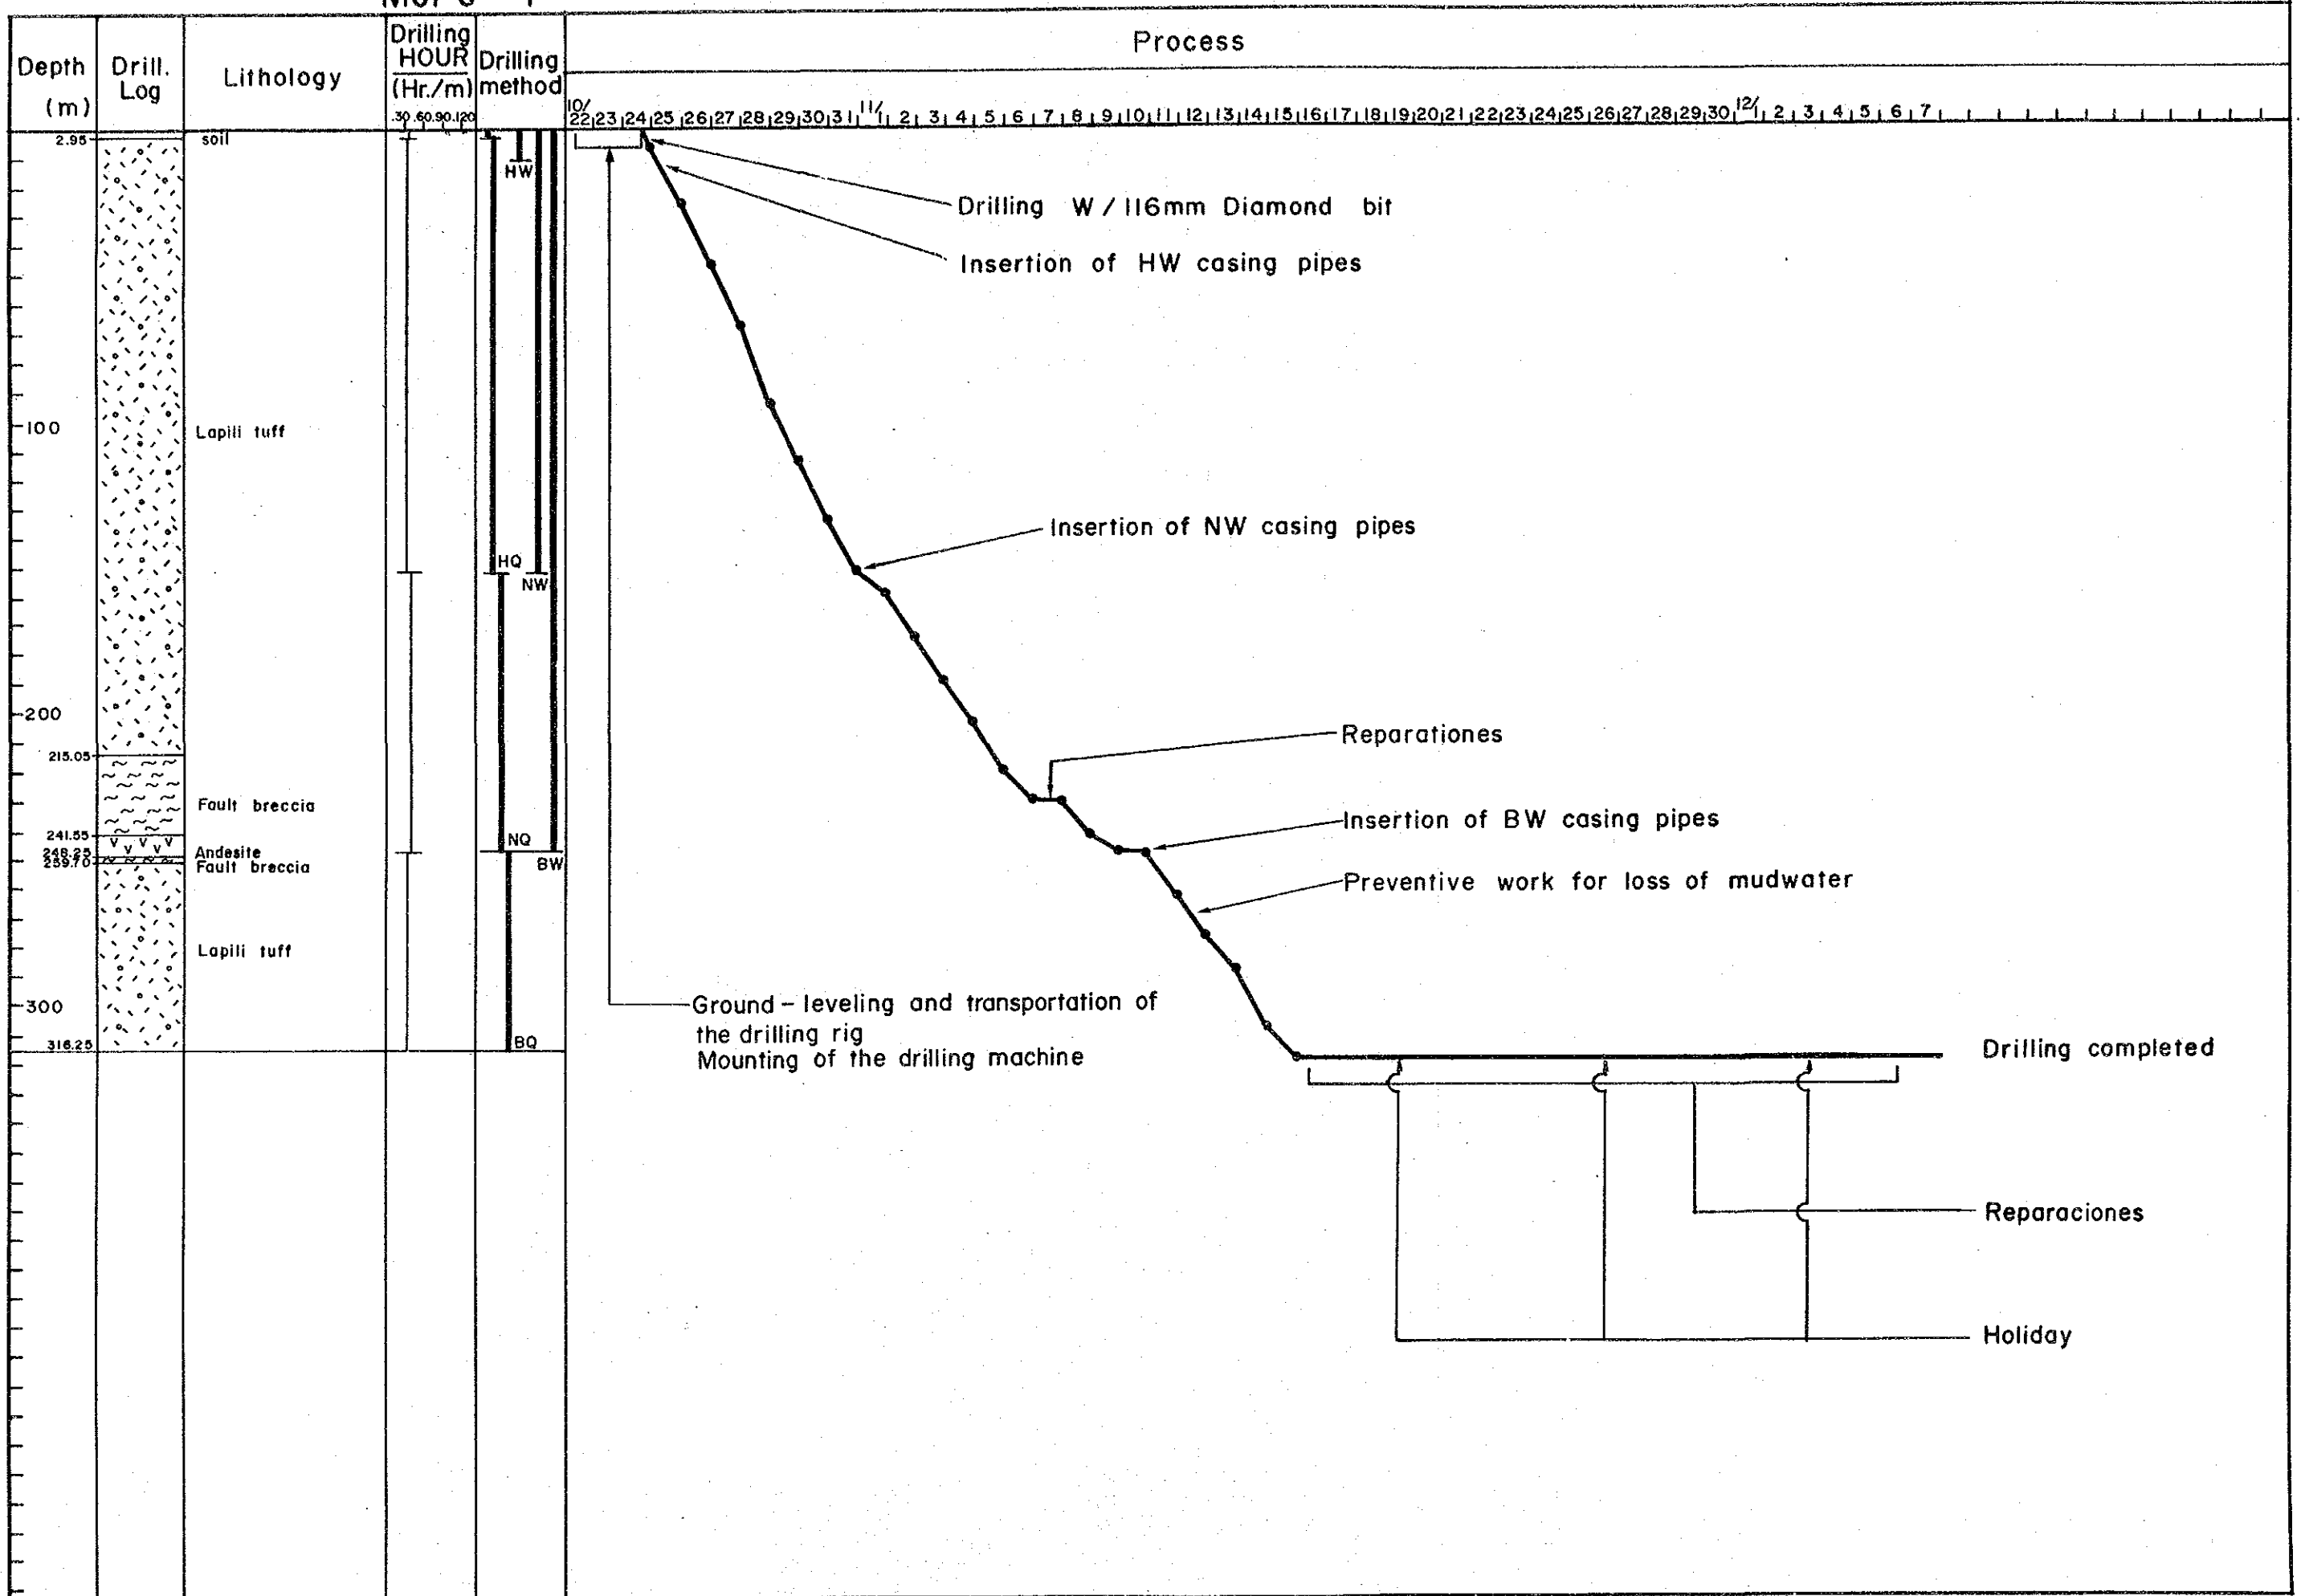 Depth
(m)
Drill.
Log
Lithology
Drilling
HOUR
(Hr./m)
.30 .60 .90 .120
Drilling
method
Process
10/
22 23 24 25 26 27 28 29 30 31
11/
1 2 3 4 5 6 7 8 9 10 11 12 13 14 15 16 17 18 19 20 21 22 23 24 25 26 27 28 29 30
12/
1 2 3 4 5 6 7
2.95
soil
HW
Drilling W/116mm Diamond bit
Insertion of HW casing pipes
100
Lapili tuff
Insertion of NW casing pipes
HQ
NW
200
Reparationes
215.05
Fault breccia
Insertion of BW casing pipes
241.55
NQ
Andesite
BW
259.70
Fault breccia
Preventive work for loss of mudwater
Lapili tuff
300
Ground - leveling and transportation of
the drilling rig
Mounting of the drilling machine
316.25
BQ
Drilling completed
Reparaciones
Holiday